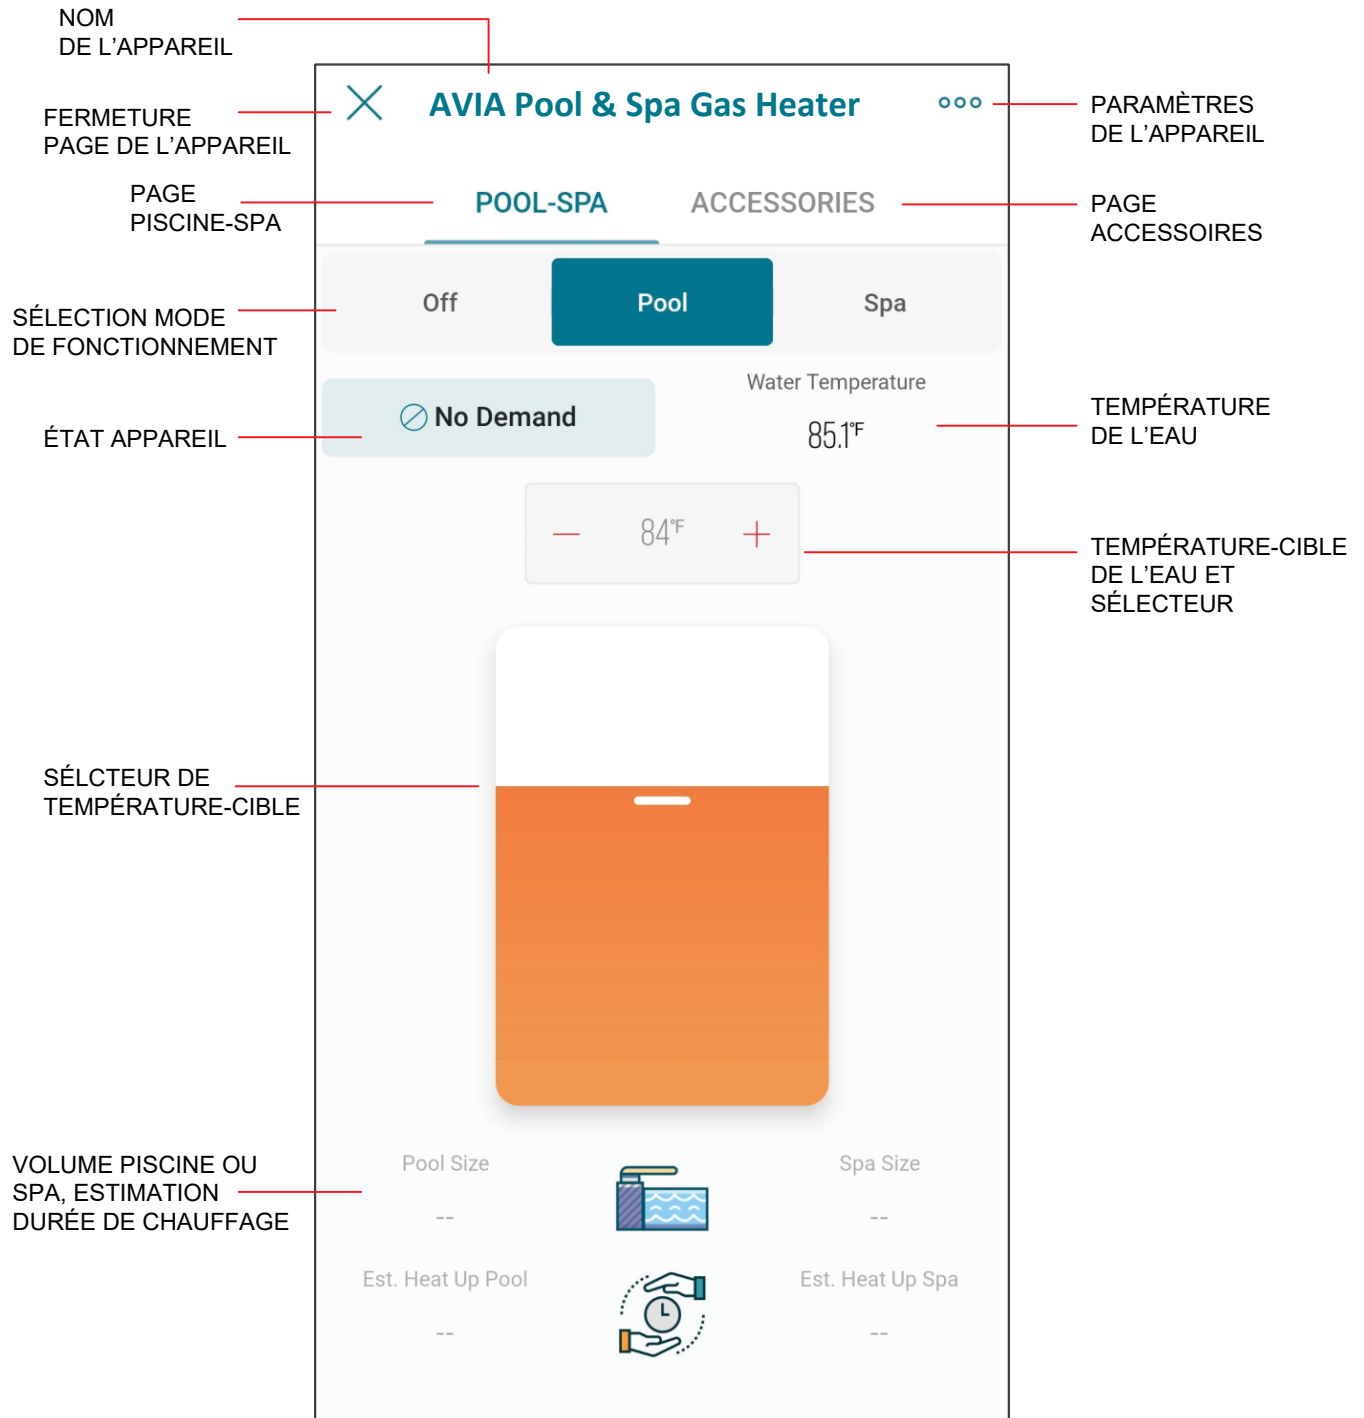 NOM
DE L'APPAREIL
AVIA Pool & Spa Gas Heater
FERMETURE
PAGE DE L'APPAREIL
PARAMÈTRES
DE L'APPAREIL
PAGE
PISCINE-SPA
POOL-SPA
ACCESSORIES
PAGE
ACCESSOIRES
Off
Pool
Spa
SÉLECTION MODE
DE FONCTIONNEMENT
No Demand
Water Temperature
85.1°F
ÉTAT APPAREIL
TEMPÉRATURE
DE L'EAU
− 84°F +
TEMPÉRATURE-CIBLE
DE L'EAU ET
SÉLECTEUR
SÉLCTEUR DE
TEMPÉRATURE-CIBLE
VOLUME PISCINE OU
SPA, ESTIMATION
DURÉE DE CHAUFFAGE
Pool Size
--
Spa Size
--
Est. Heat Up Pool
--
Est. Heat Up Spa
--